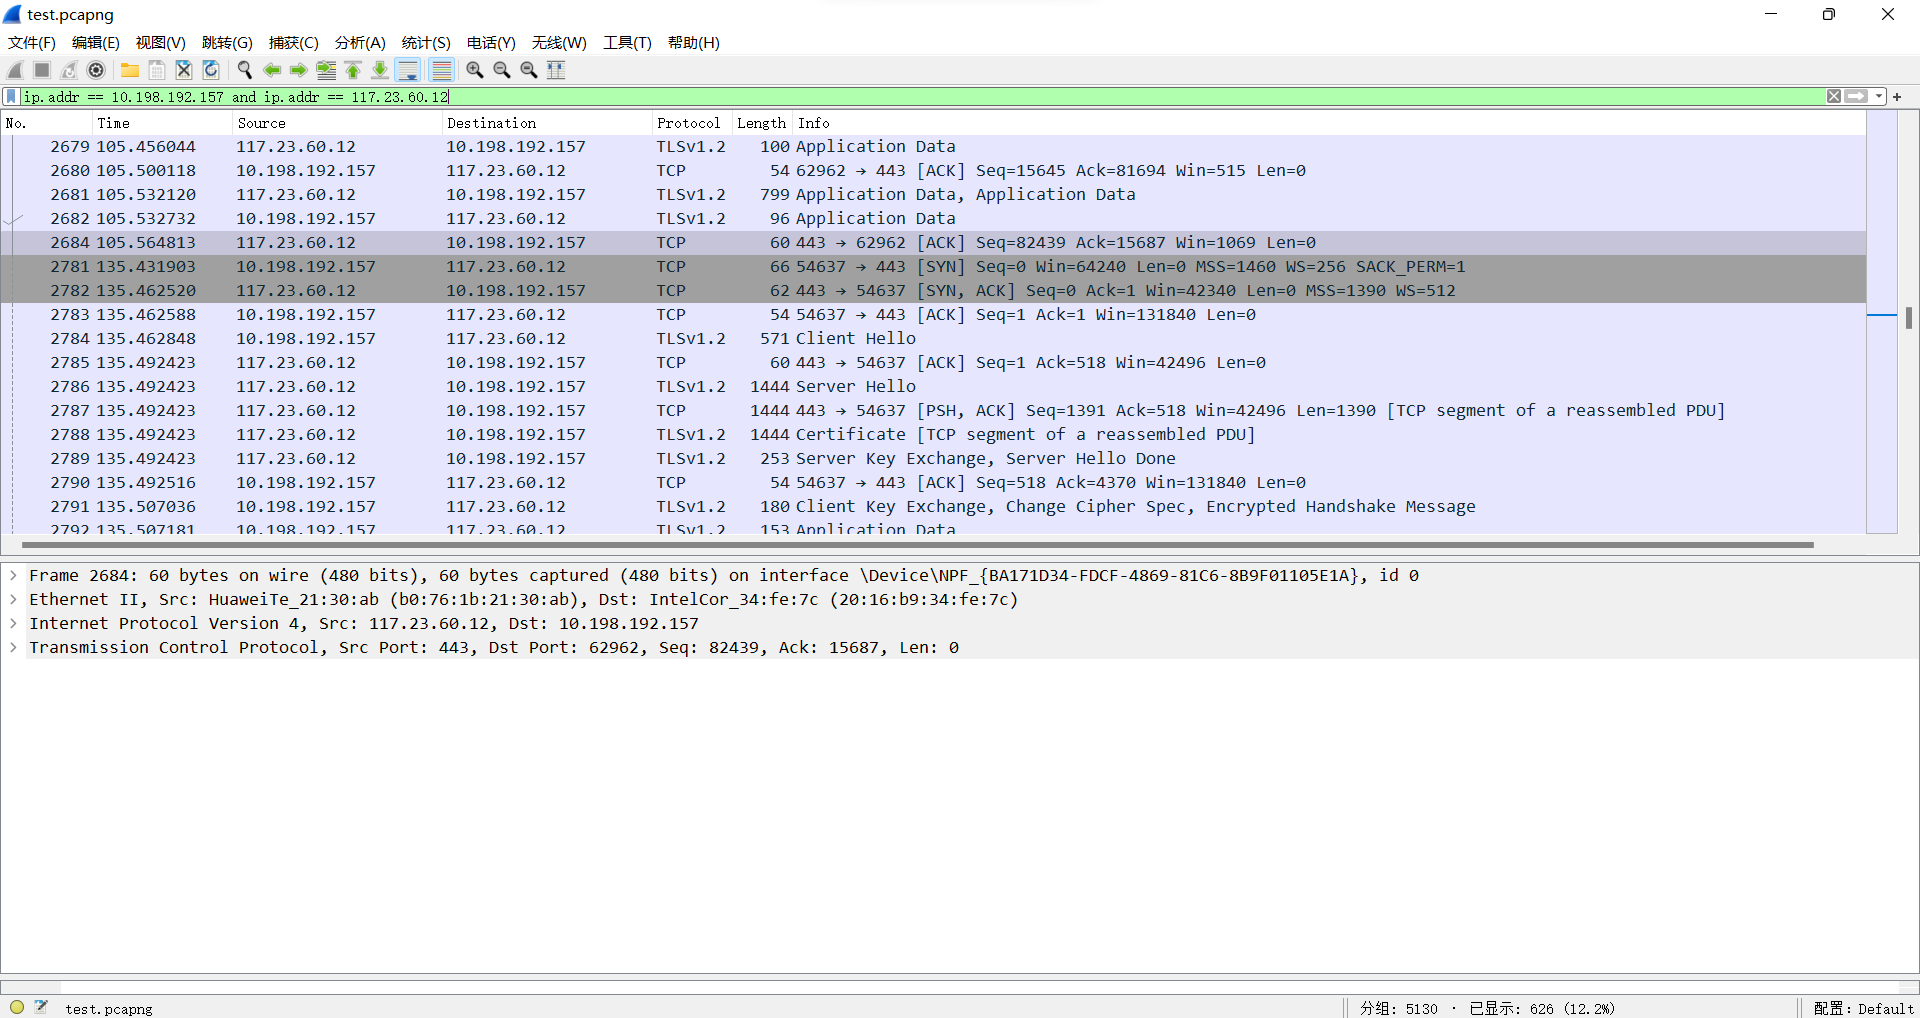 test.pcapng
文件(F) 编辑(E) 视图(V) 跳转(G) 捕获(C) 分析(A) 统计(S) 电话(Y) 无线(W) 工具(T) 帮助(H)
ip.addr == 10.198.192.157 and ip.addr == 117.23.60.12
No. Time Source Destination Protocol Length Info
2679 105.456044 117.23.60.12 10.198.192.157 TLSv1.2 100 Application Data
2680 105.500118 10.198.192.157 117.23.60.12 TCP 54 62962 → 443 [ACK] Seq=15645 Ack=81694 Win=515 Len=0
2681 105.532120 117.23.60.12 10.198.192.157 TLSv1.2 799 Application Data, Application Data
2682 105.532732 10.198.192.157 117.23.60.12 TLSv1.2 96 Application Data
2684 105.564813 117.23.60.12 10.198.192.157 TCP 60 443 → 62962 [ACK] Seq=82439 Ack=15687 Win=1069 Len=0
2781 135.431903 10.198.192.157 117.23.60.12 TCP 66 54637 → 443 [SYN] Seq=0 Win=64240 Len=0 MSS=1460 WS=256 SACK_PERM=1
2782 135.462520 117.23.60.12 10.198.192.157 TCP 62 443 → 54637 [SYN, ACK] Seq=0 Ack=1 Win=42340 Len=0 MSS=1390 WS=512
2783 135.462588 10.198.192.157 117.23.60.12 TCP 54 54637 → 443 [ACK] Seq=1 Ack=1 Win=131840 Len=0
2784 135.462848 10.198.192.157 117.23.60.12 TLSv1.2 571 Client Hello
2785 135.492423 117.23.60.12 10.198.192.157 TCP 60 443 → 54637 [ACK] Seq=1 Ack=518 Win=42496 Len=0
2786 135.492423 117.23.60.12 10.198.192.157 TLSv1.2 1444 Server Hello
2787 135.492423 117.23.60.12 10.198.192.157 TCP 1444 443 → 54637 [PSH, ACK] Seq=1391 Ack=518 Win=42496 Len=1390 [TCP segment of a reassembled PDU]
2788 135.492423 117.23.60.12 10.198.192.157 TLSv1.2 1444 Certificate [TCP segment of a reassembled PDU]
2789 135.492423 117.23.60.12 10.198.192.157 TLSv1.2 253 Server Key Exchange, Server Hello Done
2790 135.492516 10.198.192.157 117.23.60.12 TCP 54 54637 → 443 [ACK] Seq=518 Ack=4370 Win=131840 Len=0
2791 135.507036 10.198.192.157 117.23.60.12 TLSv1.2 180 Client Key Exchange, Change Cipher Spec, Encrypted Handshake Message
2792 135.507181 10.198.192.157 117.23.60.12 TLSv1.2 153 Application Data
Frame 2684: 60 bytes on wire (480 bits), 60 bytes captured (480 bits) on interface \Device\NPF_{BA171D34-FDCF-4869-81C6-8B9F01105E1A}, id 0
Ethernet II, Src: HuaweiTe_21:30:ab (b0:76:1b:21:30:ab), Dst: IntelCor_34:fe:7c (20:16:b9:34:fe:7c)
Internet Protocol Version 4, Src: 117.23.60.12, Dst: 10.198.192.157
Transmission Control Protocol, Src Port: 443, Dst Port: 62962, Seq: 82439, Ack: 15687, Len: 0
test.pcapng 分组: 5130 · 已显示: 626 (12.2%) 配置: Default